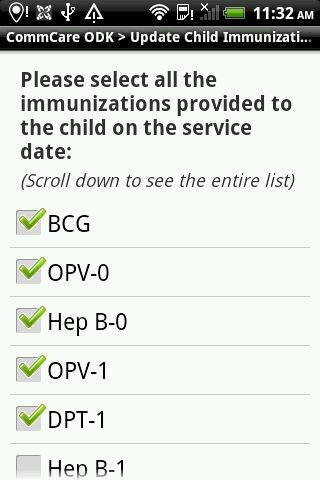 11:32 AM
CommCare ODK > Update Child Immunizati...
Please select all the
immunizations provided to
the child on the service
date:
(Scroll down to see the entire list)
BCG
OPV-0
Hep B-0
OPV-1
DPT-1
Hep B-1